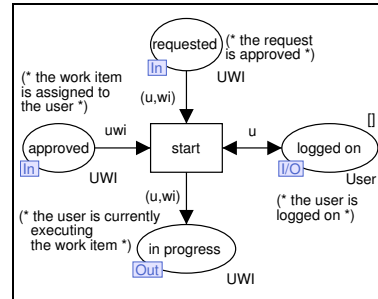 requested
(* the request
is approved *)
In
UWI
(* the work item
is assigned to
the user *)
(u,wi)
[]
approved
uwi
start
u
logged on
In
UWI
I/O
User
(u,wi)
(* the user is
logged on *)
(* the user is currently
executing
the work item *)
in progress
Out
UWI